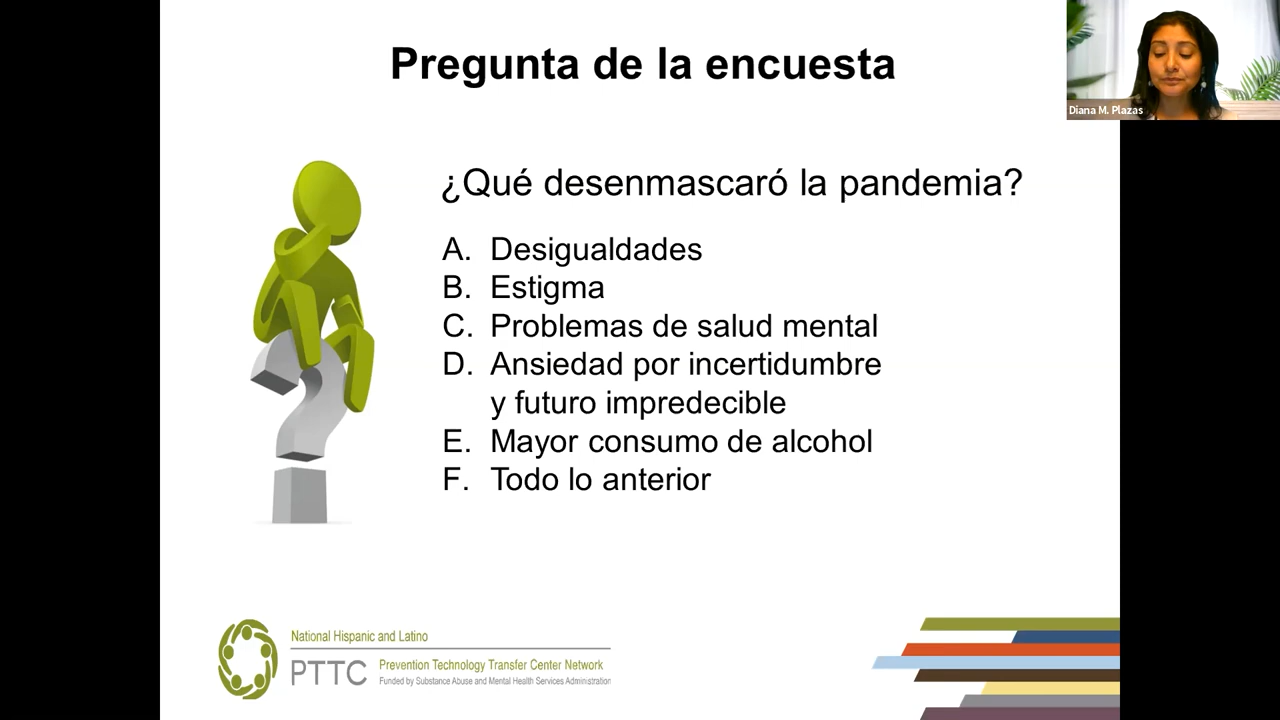 Pregunta de la encuesta
Diana M. Plazas
¿Qué desenmascaró la pandemia?
A. Desigualdades
B. Estigma
C. Problemas de salud mental
D. Ansiedad por incertidumbre
y futuro impredecible
E. Mayor consumo de alcohol
F. Todo lo anterior
National Hispanic and Latino
PTTC Prevention Technology Transfer Center Network
Funded by Substance Abuse and Mental Health Services Administration